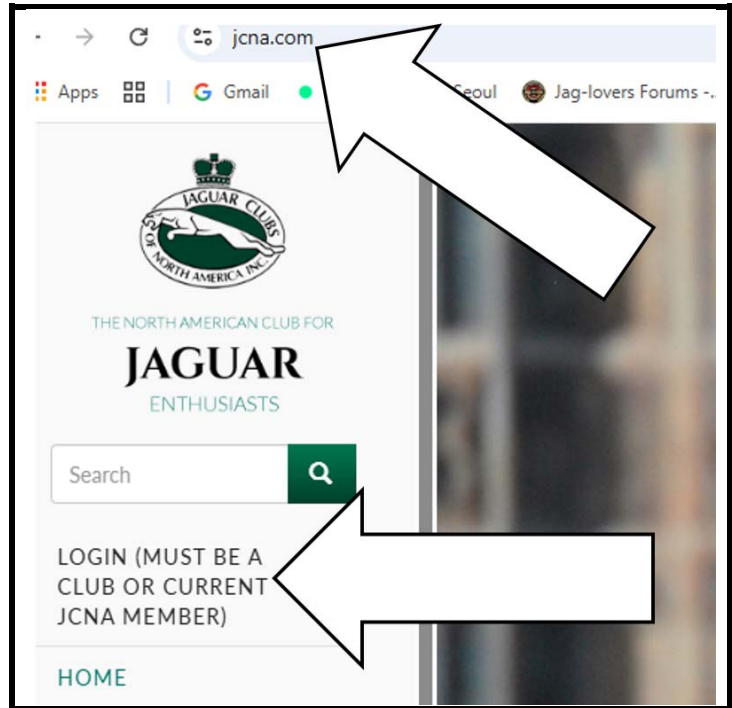 jcna.com
Apps
Gmail
Seoul
Jag-lovers Forums -..
JAGUAR CLUBS
OF NORTH AMERICA INC.
THE NORTH AMERICAN CLUB FOR
JAGUAR
ENTHUSIASTS
Search
LOGIN (MUST BE A
CLUB OR CURRENT
JCNA MEMBER)
HOME